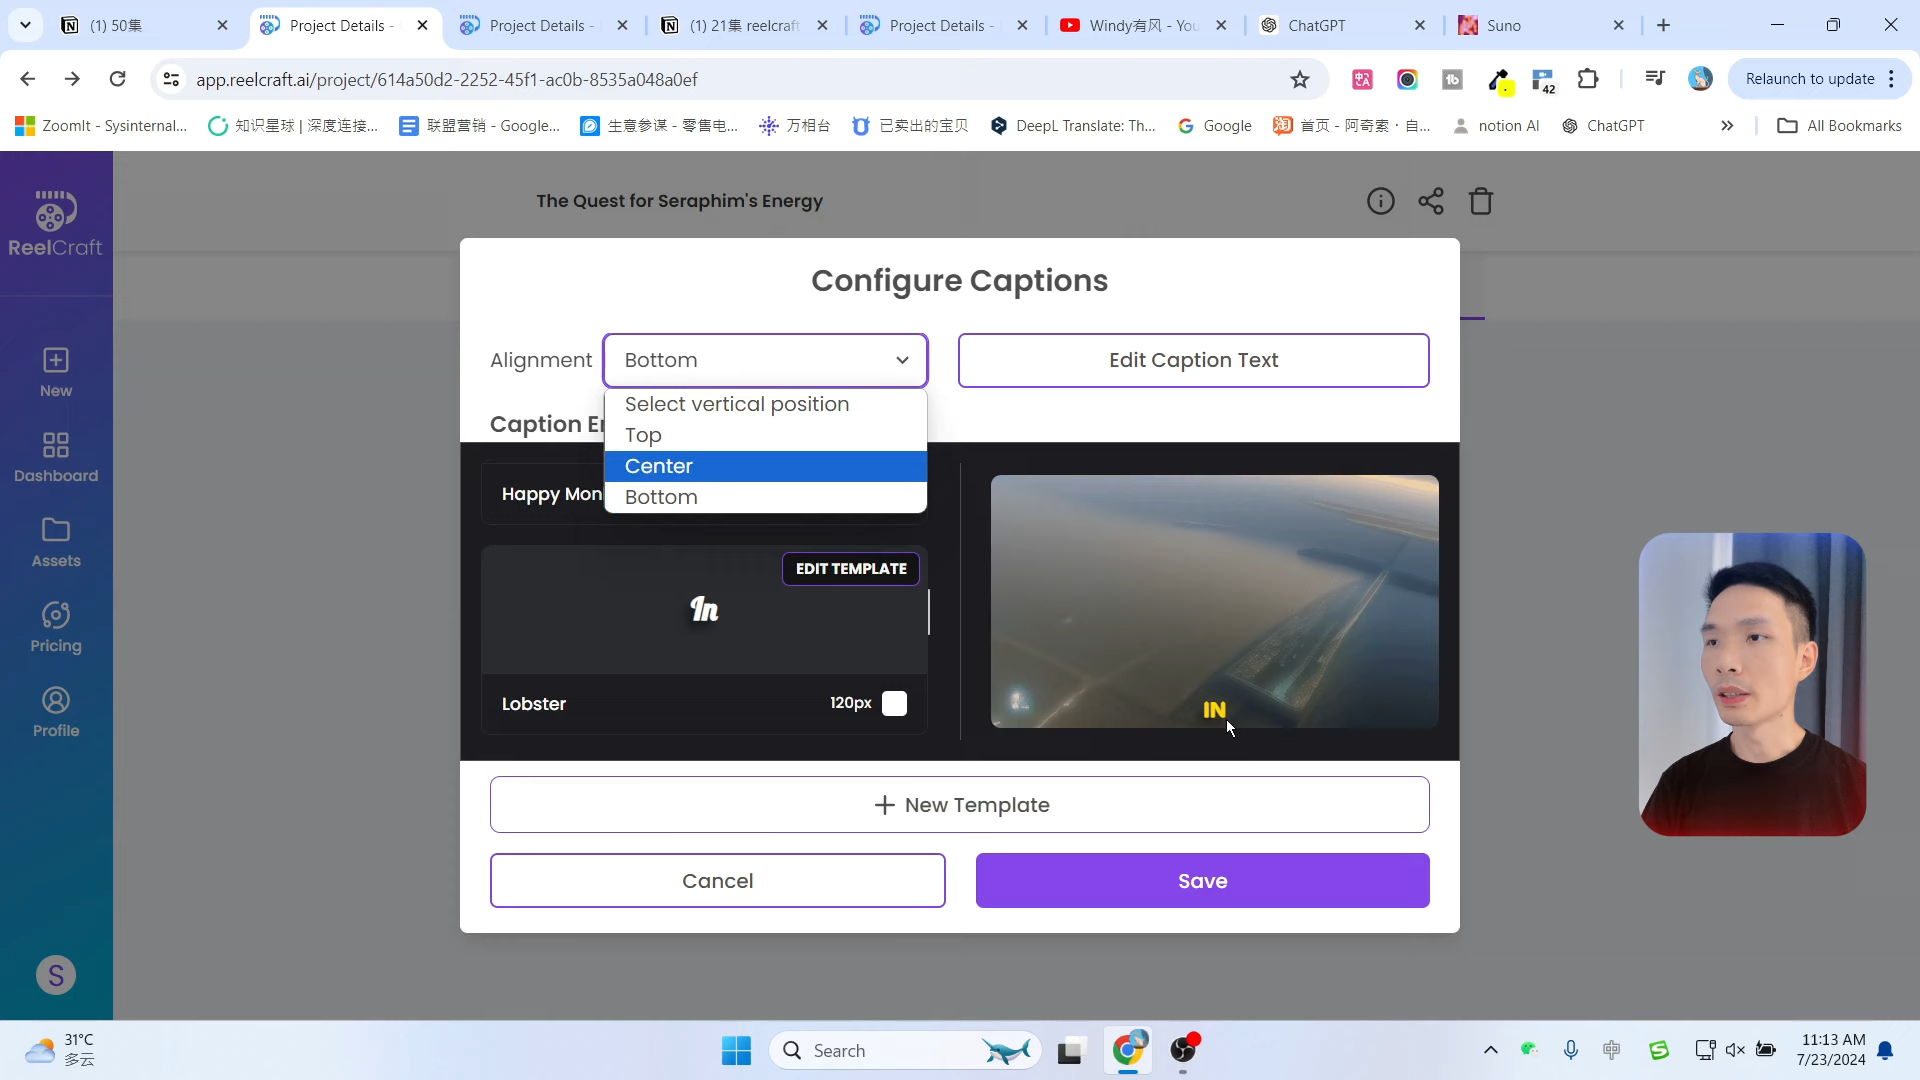 (1) 50集
Project Details -
Project Details -
(1) 21集 reelcraft
Project Details -
Windy有风 - You
ChatGPT
Suno
app.reelcraft.ai/project/614a50d2-2252-45f1-ac0b-8535a048a0ef
42
Relaunch to update
ZoomIt - Sysinternal...
知识星球 | 深度连接...
联盟营销 - Google...
生意参谋 - 零售电...
万相台
已卖出的宝贝
DeepL Translate: Th...
Google
首页 - 阿奇索 · 自...
notion AI
ChatGPT
All Bookmarks
ReelCraft
The Quest for Seraphim's Energy
Configure Captions
Alignment
Bottom
Edit Caption Text
Select vertical position
Top
Center
Bottom
New
Dashboard
Assets
Pricing
Profile
S
Happy Mon
EDIT TEMPLATE
In
Lobster
120px
IN
+ New Template
Cancel
Save
31°C
多云
Search
中
11:13 AM
7/23/2024